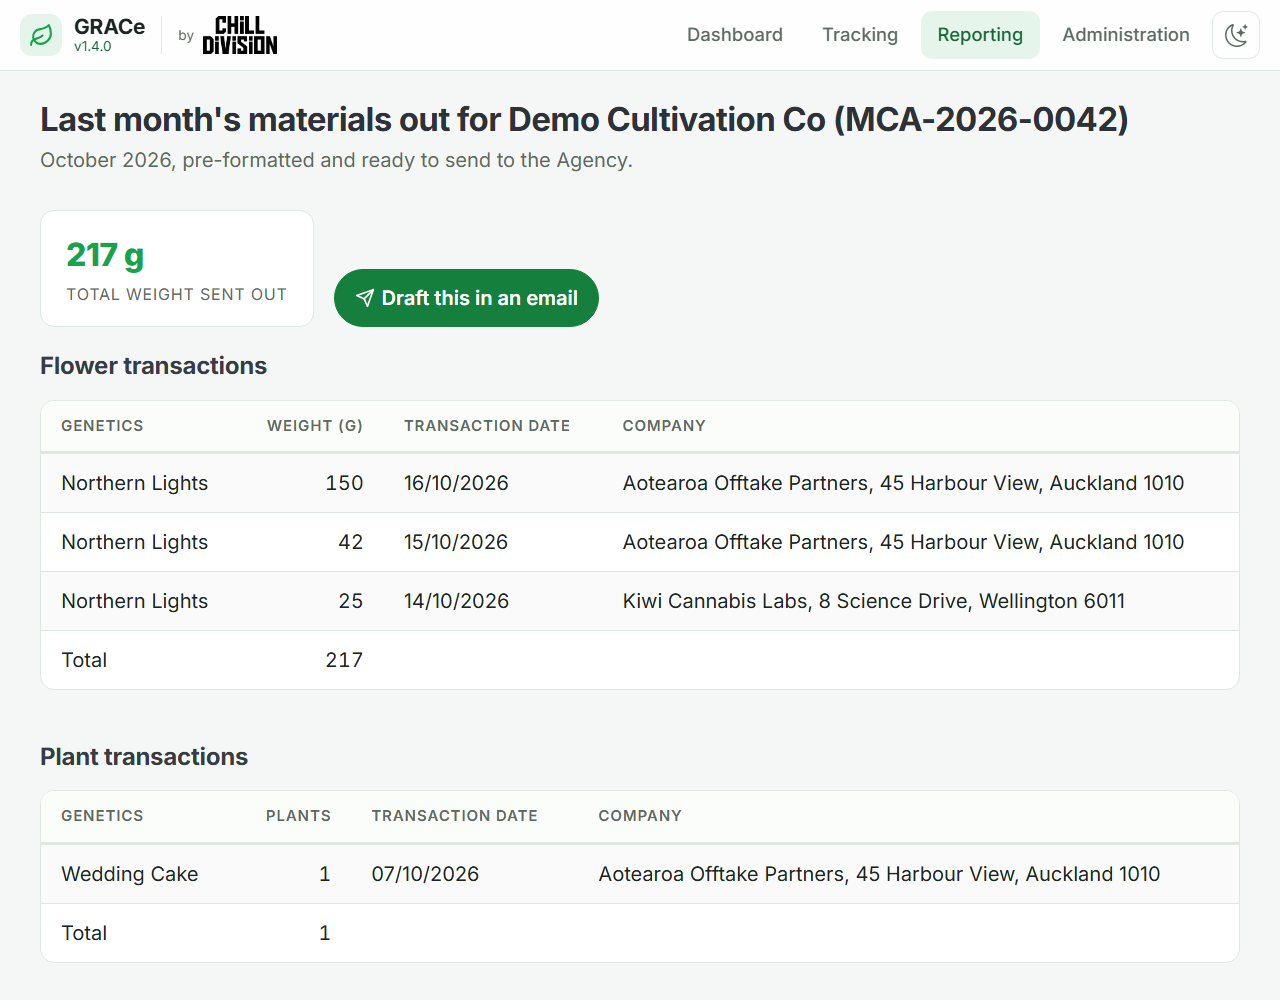 GRACe
v1.4.0
by
CHiLL
DiViSiON
Dashboard
Tracking
Reporting
Administration
Last month's materials out for Demo Cultivation Co (MCA-2026-0042)
October 2026, pre-formatted and ready to send to the Agency.
217 g
TOTAL WEIGHT SENT OUT
Draft this in an email
Flower transactions
GENETICS WEIGHT (G) TRANSACTION DATE COMPANY
Northern Lights 150 16/10/2026 Aotearoa Offtake Partners, 45 Harbour View, Auckland 1010
Northern Lights 42 15/10/2026 Aotearoa Offtake Partners, 45 Harbour View, Auckland 1010
Northern Lights 25 14/10/2026 Kiwi Cannabis Labs, 8 Science Drive, Wellington 6011
Total 217
Plant transactions
GENETICS PLANTS TRANSACTION DATE COMPANY
Wedding Cake 1 07/10/2026 Aotearoa Offtake Partners, 45 Harbour View, Auckland 1010
Total 1